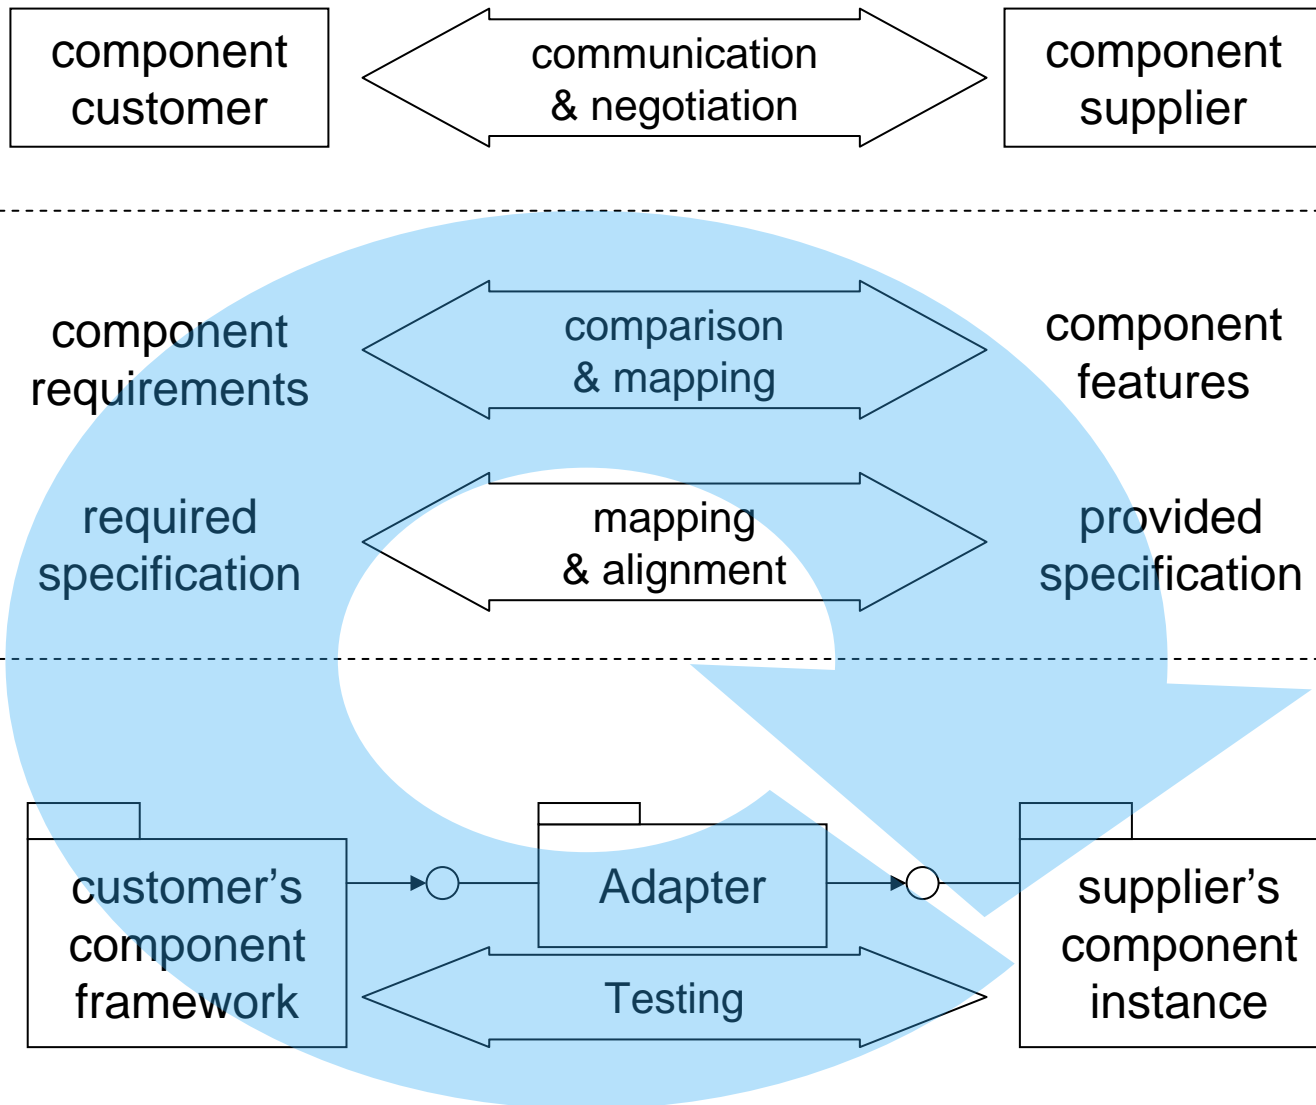 component
customer
communication
& negotiation
component
supplier
component
requirements
comparison
& mapping
component
features
required
specification
mapping
& alignment
provided
specification
customer’s
component
framework
Adapter
supplier’s
component
instance
Testing